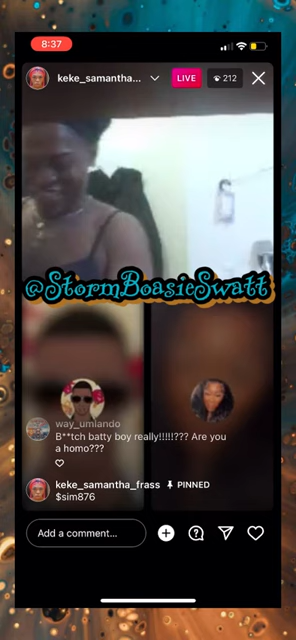 8:37
keke_samantha...
LIVE
212
@StormBoasieSwatt
way_umlando
B**tch batty boy really!!!!!??? Are you
a homo???
keke_samantha_frass PINNED
$sim876
Add a comment...